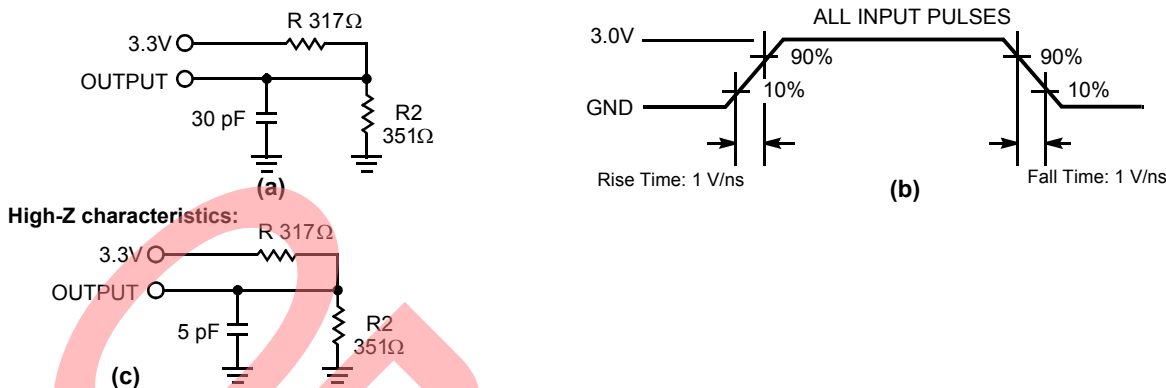 R 317Ω
3.3V
OUTPUT
30 pF
R2
351Ω
(a)
ALL INPUT PULSES
3.0V
90%
10%
GND
90%
10%
Rise Time: 1 V/ns
(b)
Fall Time: 1 V/ns
High-Z characteristics:
R 317Ω
3.3V
OUTPUT
5 pF
R2
351Ω
(c)